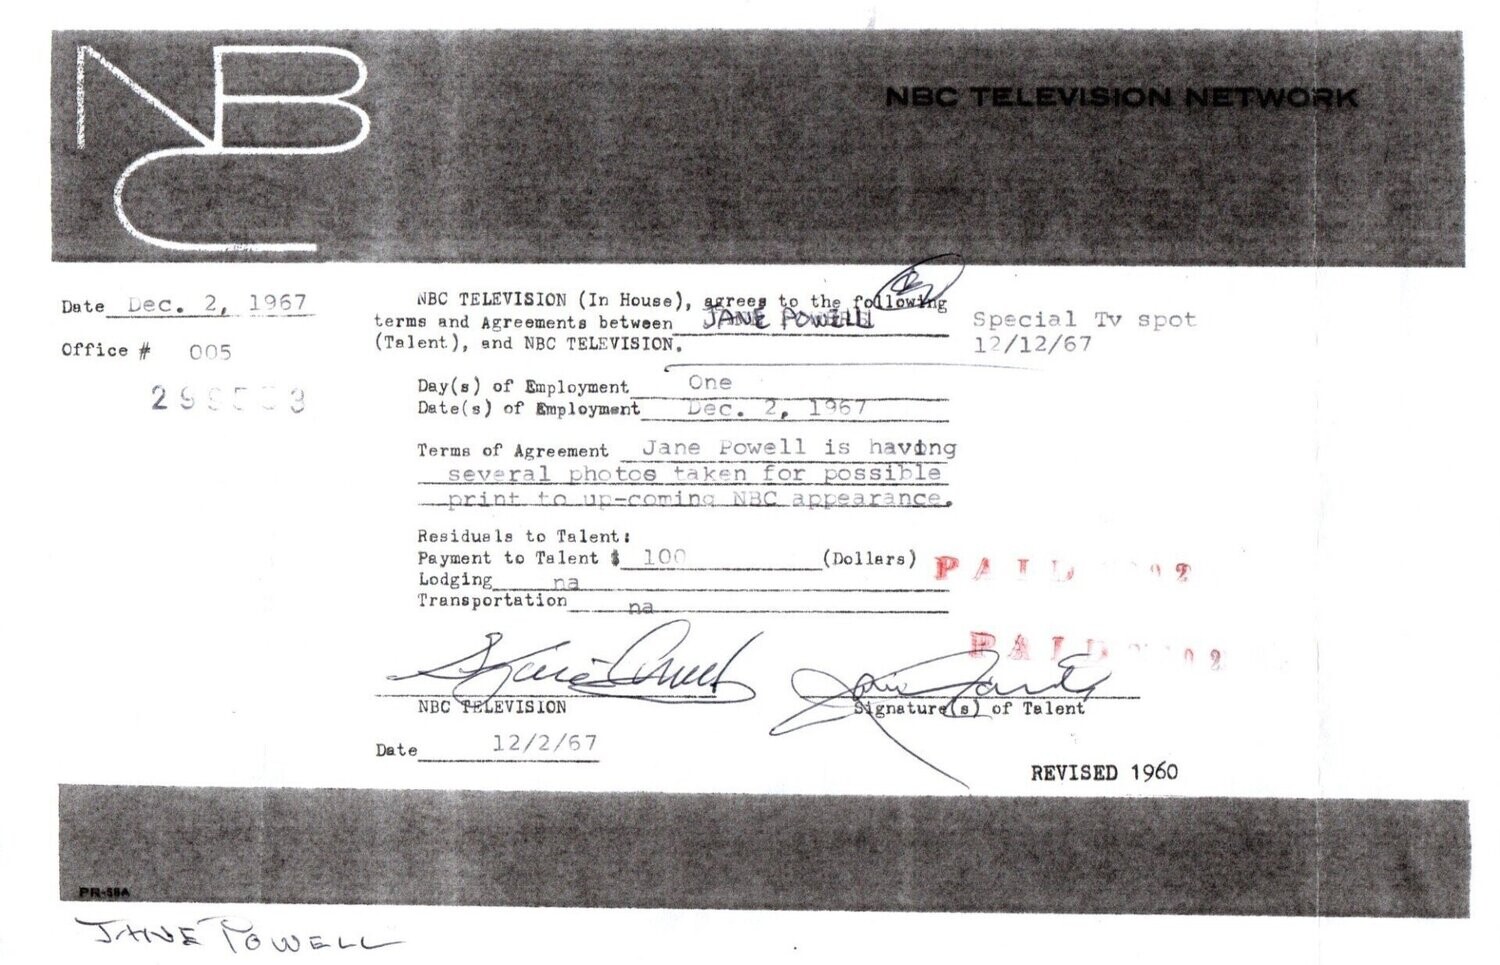 NBC
NBC TELEVISION NETWORK
Date Dec. 2, 1967
Office # 005
NBC TELEVISION (In House), agrees to the following
terms and Agreements between JANE POWELL
(Talent), and NBC TELEVISION.
Special Tv spot
12/12/67
Day(s) of Employment One
Date(s) of Employment Dec. 2, 1967
Terms of Agreement Jane Powell is having
several photos taken for possible
print to up-coming NBC appearance.
Residuals to Talent:
Payment to Talent $ 100 (Dollars)
PAID
Lodging na
Transportation na
PAID
NBC TELEVISION
Signature(s) of Talent
Date 12/2/67
REVISED 1960
PR-58A
JANE POWELL